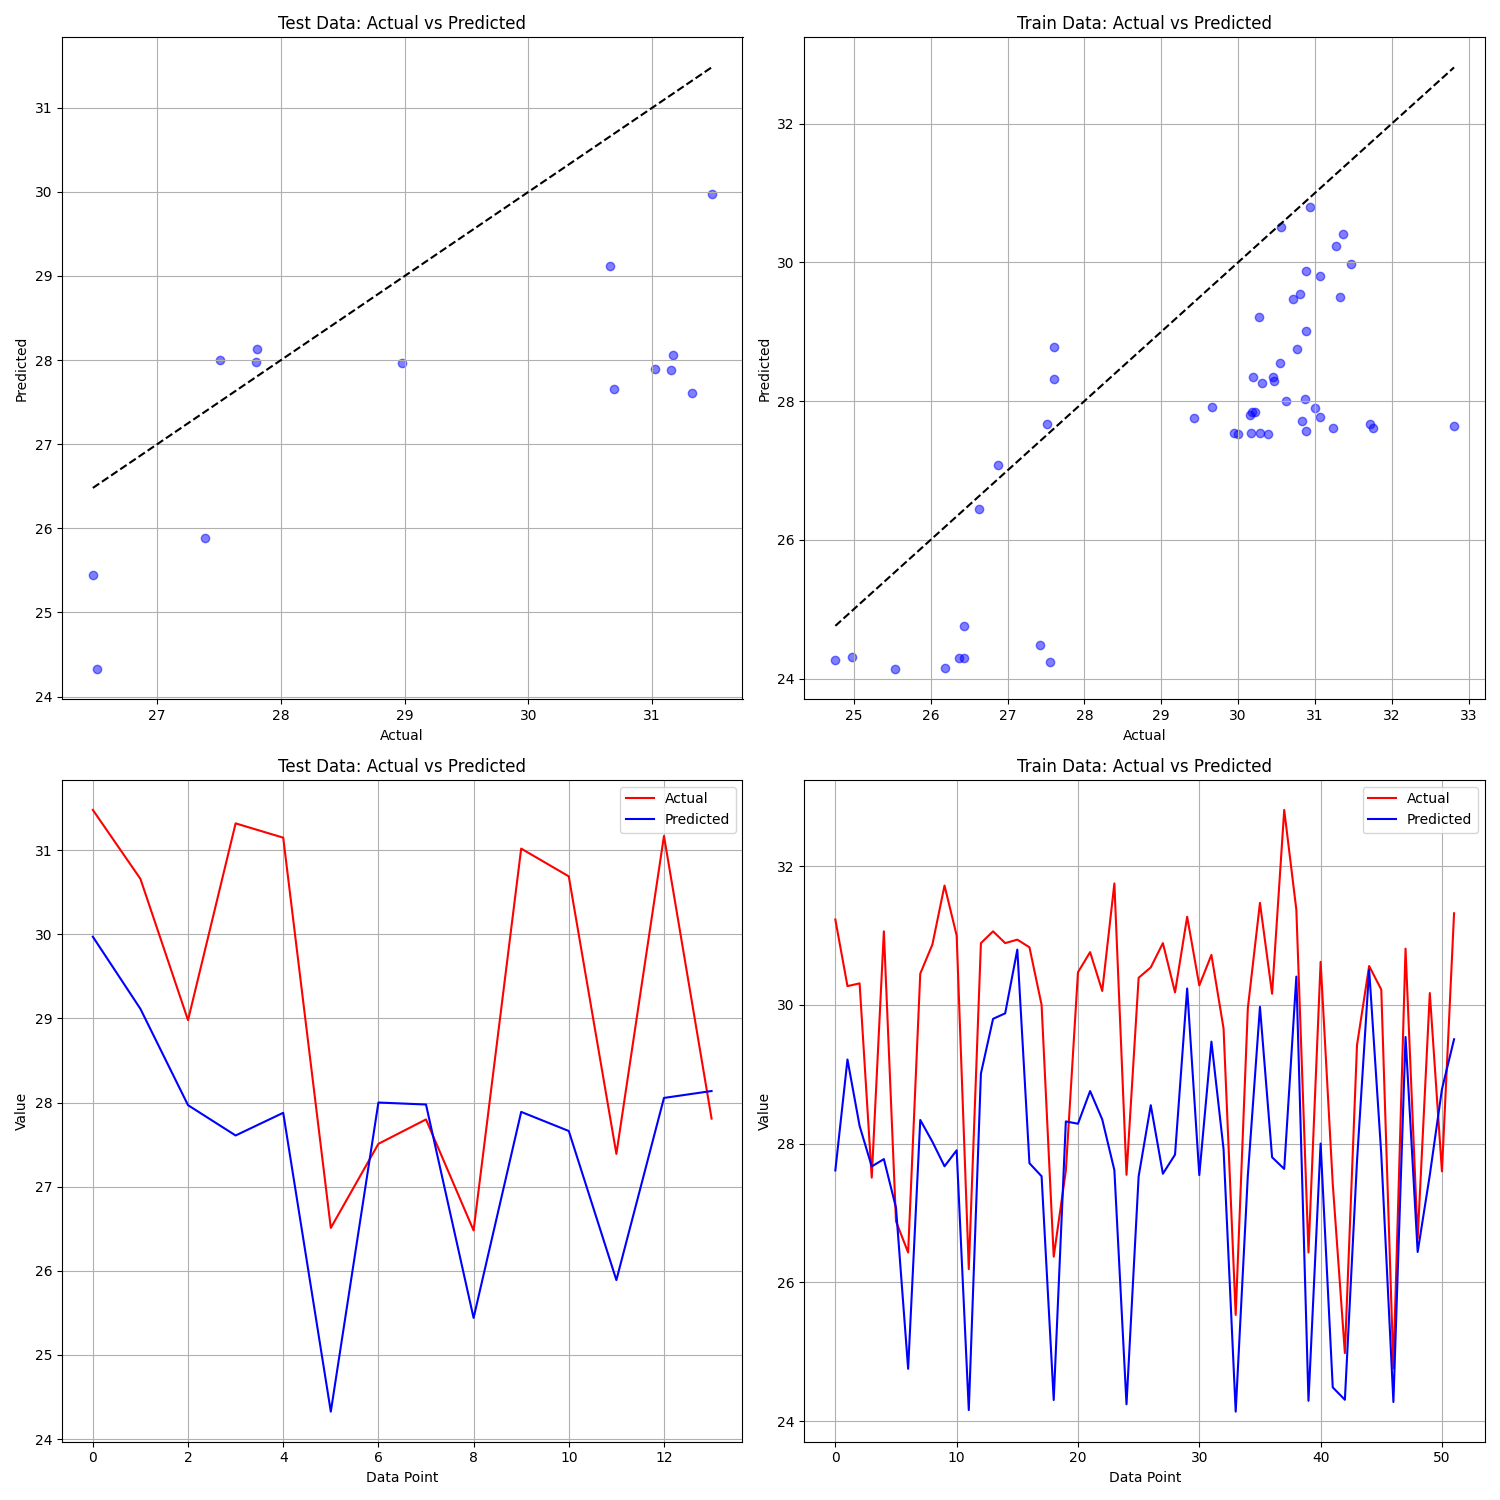 Test Data: Actual vs Predicted
31
30
29
28
27
26
25
24
Predicted
27 28 29 30 31
Actual
Train Data: Actual vs Predicted
32
30
28
26
24
Predicted
25 26 27 28 29 30 31 32 33
Actual
Test Data: Actual vs Predicted
Actual
Predicted
31
30
29
28
27
26
25
24
Value
0 2 4 6 8 10 12
Data Point
Train Data: Actual vs Predicted
Actual
Predicted
32
30
28
26
24
Value
0 10 20 30 40 50
Data Point